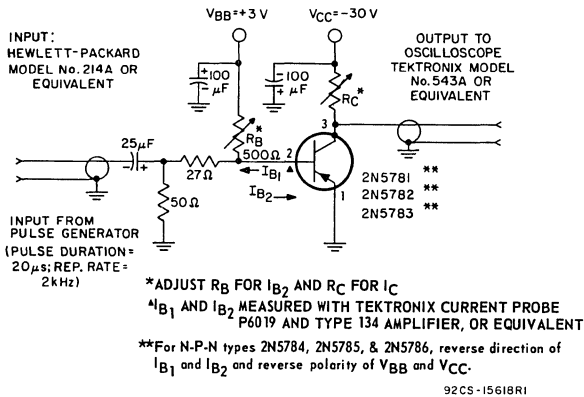 INPUT:
HEWLETT-PACKARD
MODEL No. 214A OR
EQUIVALENT
VBB=+3 V
VCC=-30 V
OUTPUT TO
OSCILLOSCOPE
TEKTRONIX MODEL
No. 543A OR
EQUIVALENT
+ 100
- μF
- 100
+ μF
RB*
RC*
500Ω
25μF
- +
27Ω
50Ω
IB1
IB2
▲
2
3
1
2N5781 **
2N5782 **
2N5783 **
INPUT FROM
PULSE GENERATOR
(PULSE DURATION=
20μs; REP. RATE=
2kHz)
*ADJUST RB FOR IB2 AND RC FOR IC
▲IB1 AND IB2 MEASURED WITH TEKTRONIX CURRENT PROBE
P6019 AND TYPE 134 AMPLIFIER, OR EQUIVALENT
**For N-P-N types 2N5784, 2N5785, & 2N5786, reverse direction of
IB1 and IB2 and reverse polarity of VBB and VCC.
92CS-15618R1